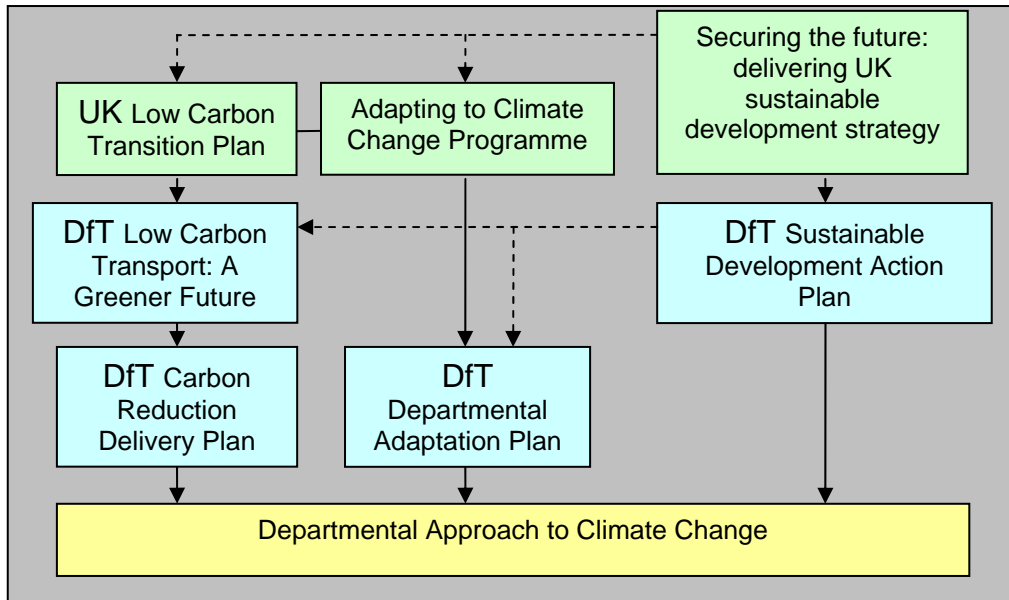 Securing the future:
delivering UK
sustainable
development strategy
UK Low Carbon
Transition Plan
Adapting to Climate
Change Programme
DfT Low Carbon
Transport: A
Greener Future
DfT Sustainable
Development Action
Plan
DfT Carbon
Reduction
Delivery Plan
DfT
Departmental
Adaptation Plan
Departmental Approach to Climate Change